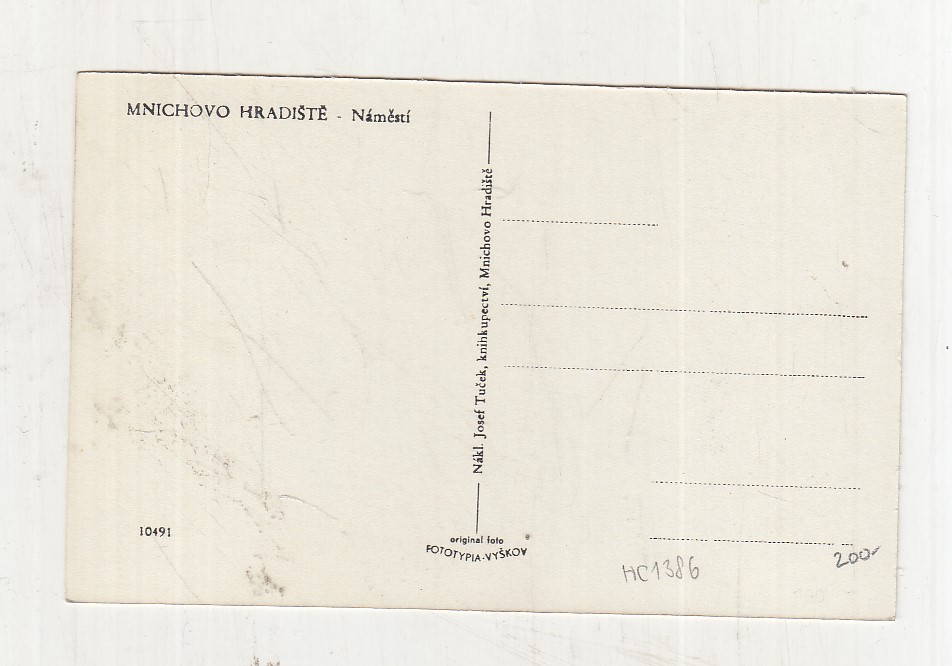 MNICHOVO HRADIŠTĚ - Náměstí
Nákl. Josef Tuček, knihkupectví, Mnichovo Hradiště
10491
original foto
FOTOTYPIA-VYŠKOV
HC1386
200-